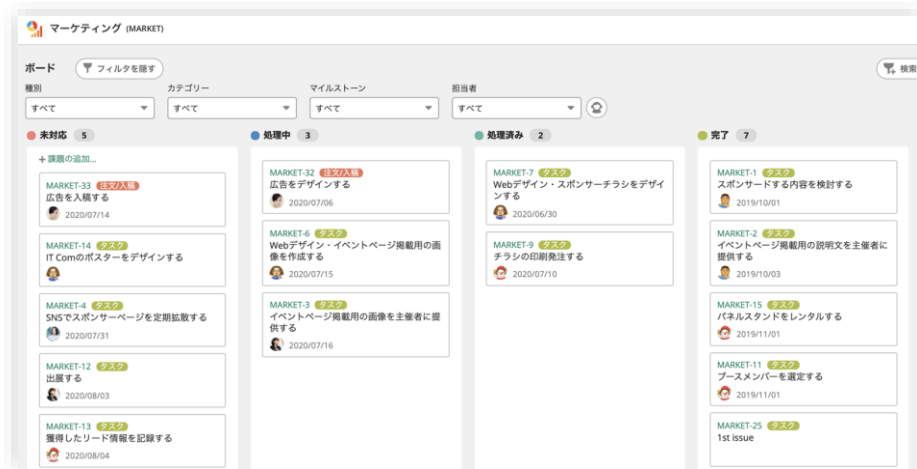 マーケティング (MARKET)
ボード
フィルタを隠す
検索
種別
カテゴリー
マイルストーン
担当者
すべて
すべて
すべて
すべて
未対応 5
+ 課題の追加...
MARKET-33 注文/入稿
広告を入稿する
2020/07/14
MARKET-14 タスク
IT Comのポスターをデザインする
MARKET-4 タスク
SNSでスポンサーページを定期拡散する
2020/07/31
MARKET-12 タスク
出展する
2020/08/03
MARKET-13 タスク
獲得したリード情報を記録する
2020/08/04
処理中 3
MARKET-32 注文/入稿
広告をデザインする
2020/07/06
MARKET-6 タスク
Webデザイン・イベントページ掲載用の画
像を作成する
2020/07/15
MARKET-3 タスク
イベントページ掲載用の画像を主催者に提
供する
2020/07/16
処理済み 2
MARKET-7 タスク
Webデザイン・スポンサーチラシをデザイ
ンする
2020/06/30
MARKET-9 タスク
チラシの印刷発注する
2020/07/10
完了 7
MARKET-1 タスク
スポンサードする内容を検討する
2019/10/01
MARKET-2 タスク
イベントページ掲載用の説明文を主催者に
提供する
2019/10/03
MARKET-15 タスク
パネルスタンドをレンタルする
2019/11/01
MARKET-11 タスク
ブースメンバーを選定する
2019/11/01
MARKET-25 タスク
1st issue